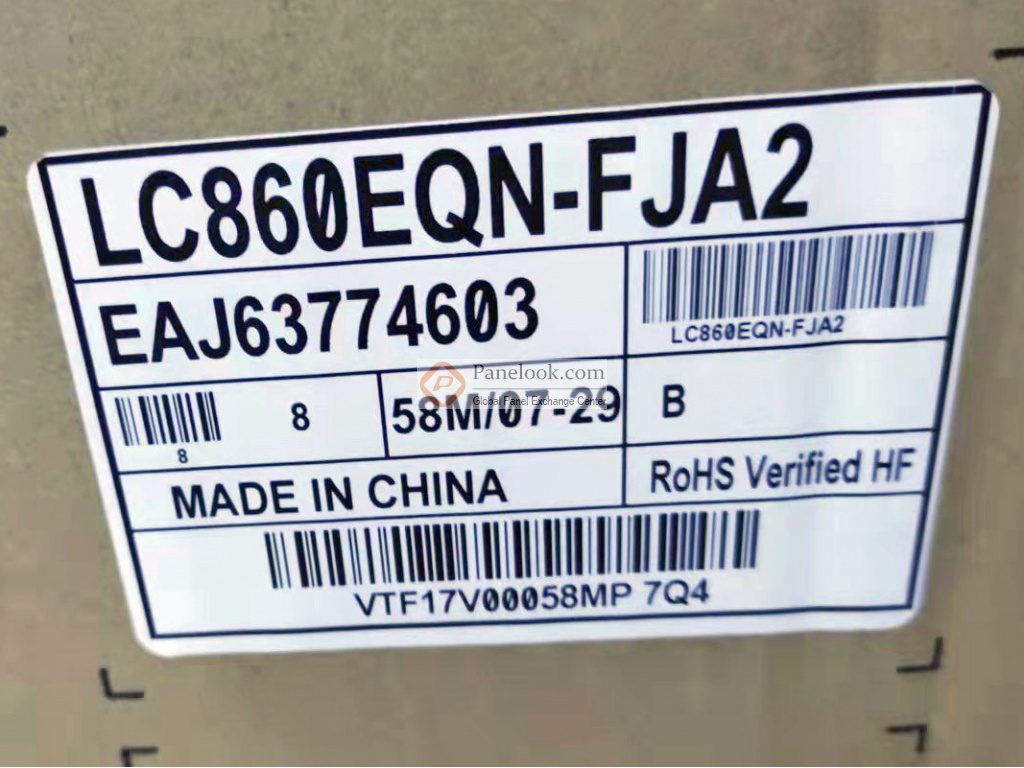 LC860EQN-FJA2
EAJ63774603
LC860EQN-FJA2
Panelook.com
Global Panel Exchange Center
8
8
58M/07-29
B
MADE IN CHINA
RoHS Verified HF
VTF17V00058MP 7Q4